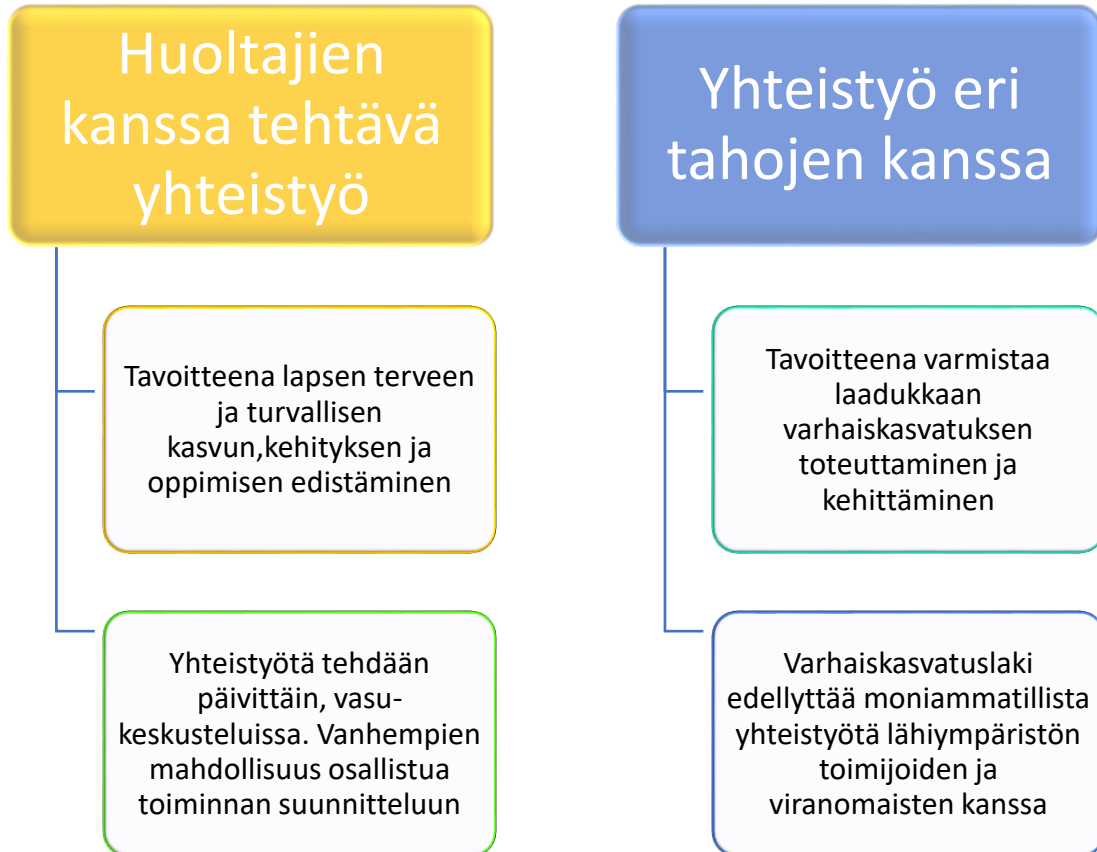 Huoltajien
kanssa tehtävä
yhteistyö
Tavoitteena lapsen terveen
ja turvallisen
kasvun,kehityksen ja
oppimisen edistäminen
Yhteistyötä tehdään
päivittäin, vasu-
keskusteluissa. Vanhempien
mahdollisuus osallistua
toiminnan suunnitteluun
Yhteistyö eri
tahojen kanssa
Tavoitteena varmistaa
laadukkaan
varhaiskasvatuksen
toteuttaminen ja
kehittäminen
Varhaiskasvatuslaki
edellyttää moniammatillista
yhteistyötä lähiympäristön
toimijoiden ja
viranomaisten kanssa